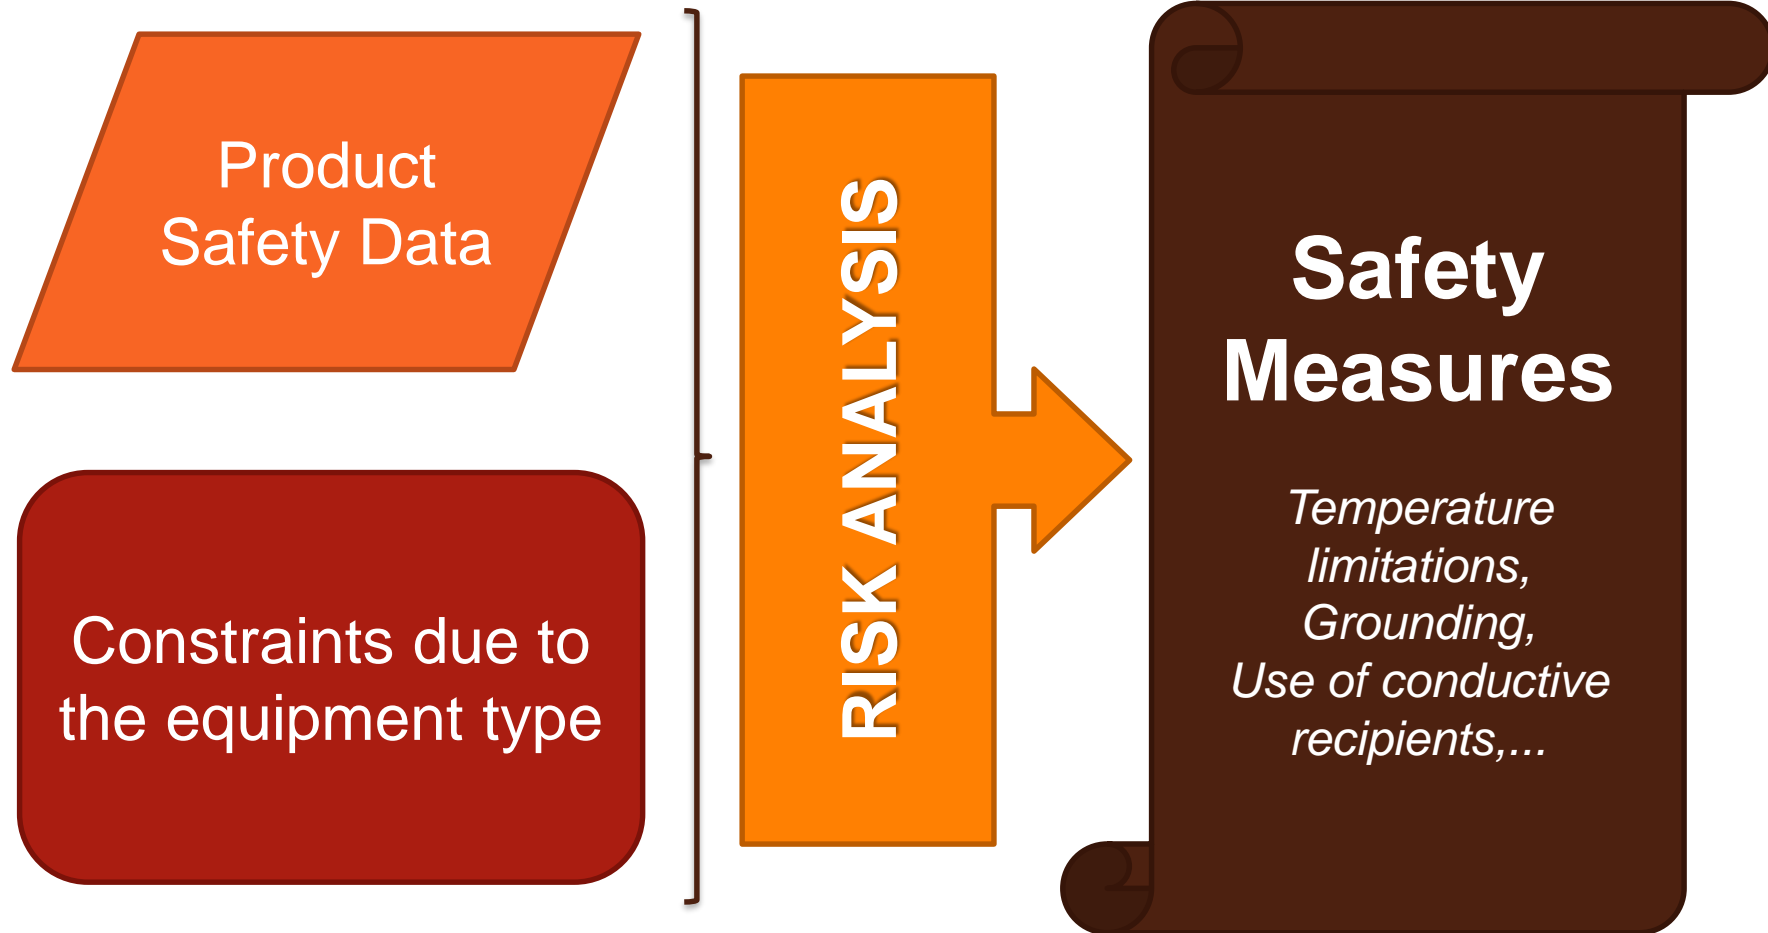 Product
Safety Data
Constraints due to
the equipment type
RISK ANALYSIS
Safety
Measures
Temperature
limitations,
Grounding,
Use of conductive
recipients,...